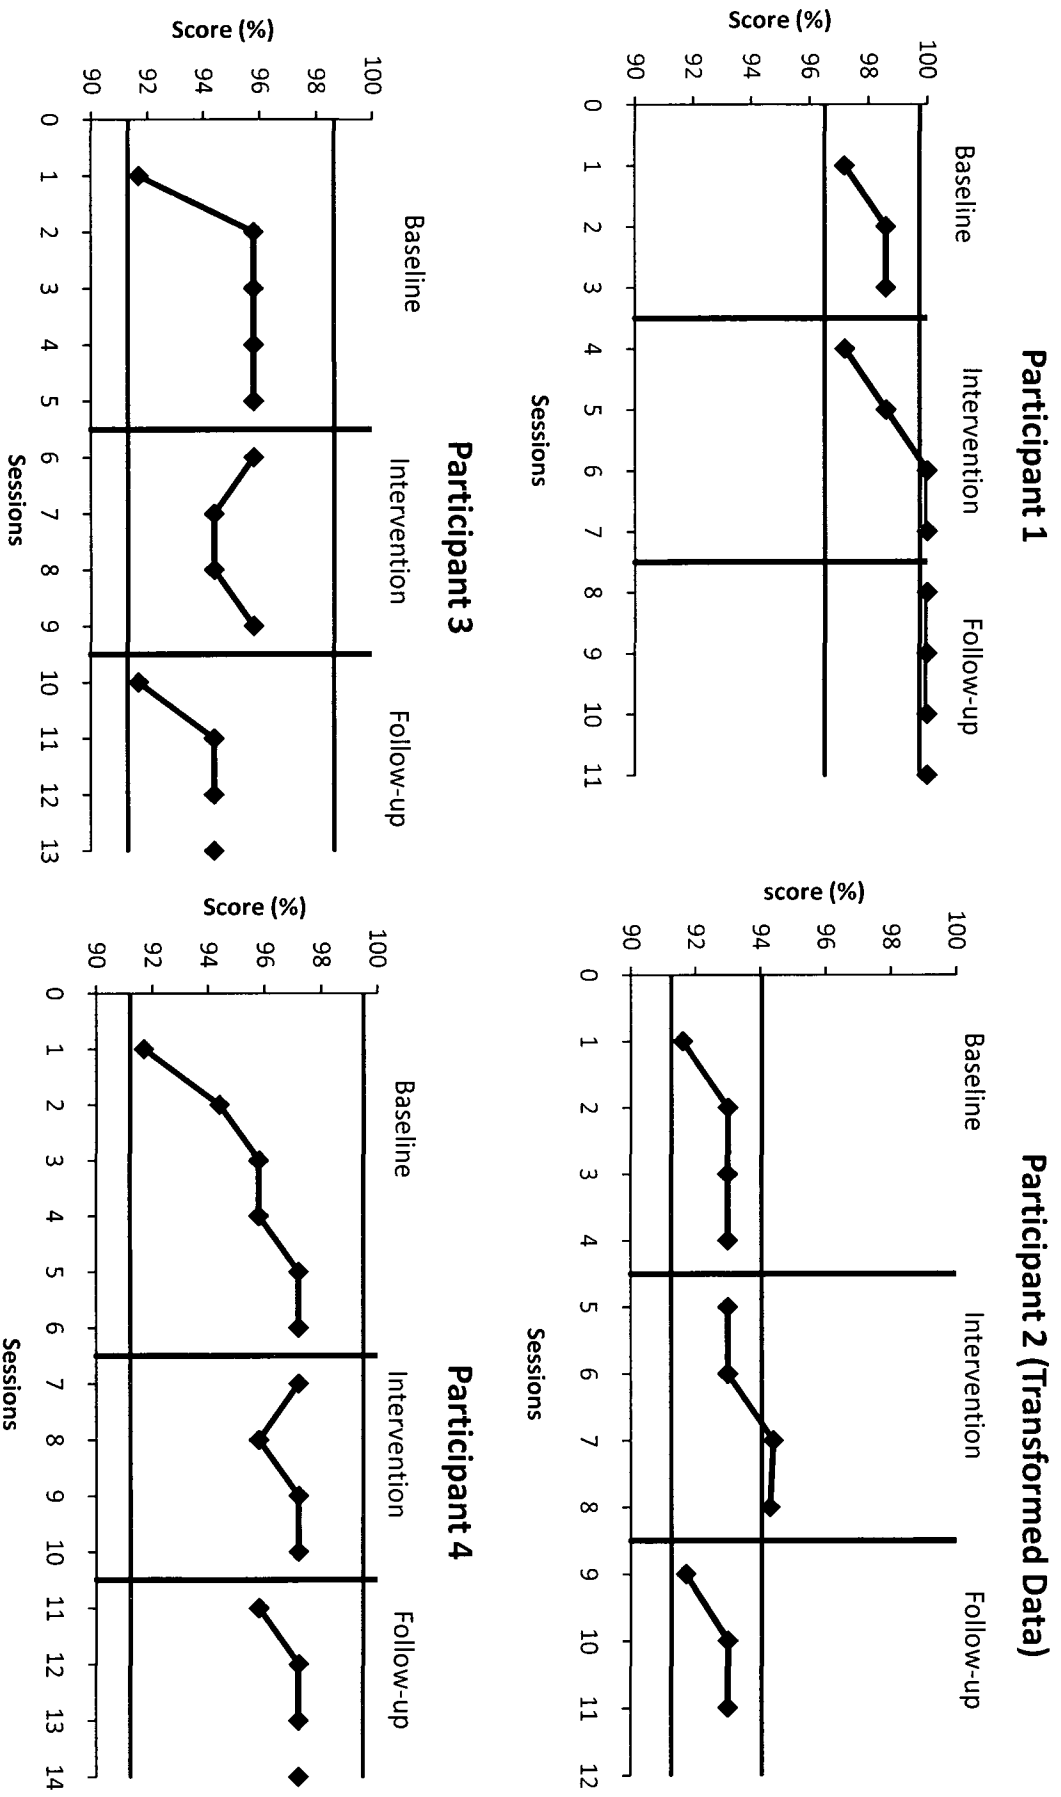 Participant 1
Baseline
Intervention
Follow-up
Score (%)
100
98
96
94
92
90
0 1 2 3 4 5 6 7 8 9 10 11
Sessions
Participant 2 (Transformed Data)
Baseline
Intervention
Follow-up
score (%)
100
98
96
94
92
90
0 1 2 3 4 5 6 7 8 9 10 11 12
Sessions
Participant 3
Baseline
Intervention
Follow-up
Score (%)
100
96
94
92
90
0 1 2 3 4 5 6 7 8 9 10 11 12 13
Sessions
Participant 4
Baseline
Intervention
Follow-up
Score (%)
100
98
96
94
92
90
0 1 2 3 4 5 6 7 8 9 10 11 12 13 14
Sessions